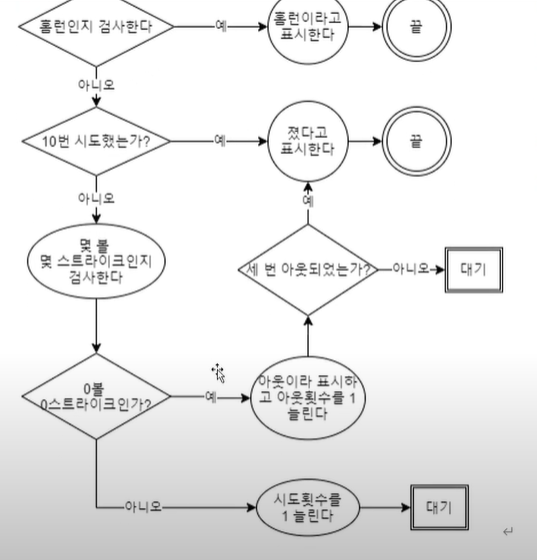 홈런인지 검사한다
예
홈런이라고
표시한다
끝
아니오
10번 시도했는가?
예
졌다고
표시한다
끝
아니오
예
몇 볼
몇 스트라이크인지
검사한다
세 번 아웃되었는가?
아니오
대기
0볼
0스트라이크인가?
예
아웃이라 표시하
고 아웃횟수를 1
늘린다
아니오
시도횟수를
1 늘린다
대기